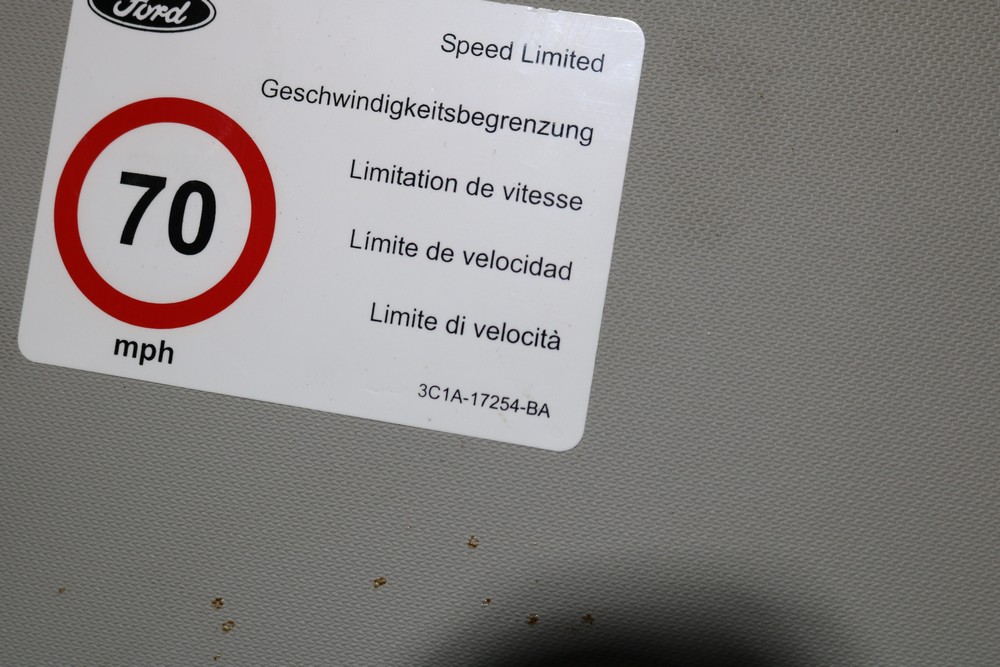 Ford
Speed Limited
Geschwindigkeitsbegrenzung
Limitation de vitesse
Límite de velocidad
Limite di velocità
70
mph
3C1A-17254-BA